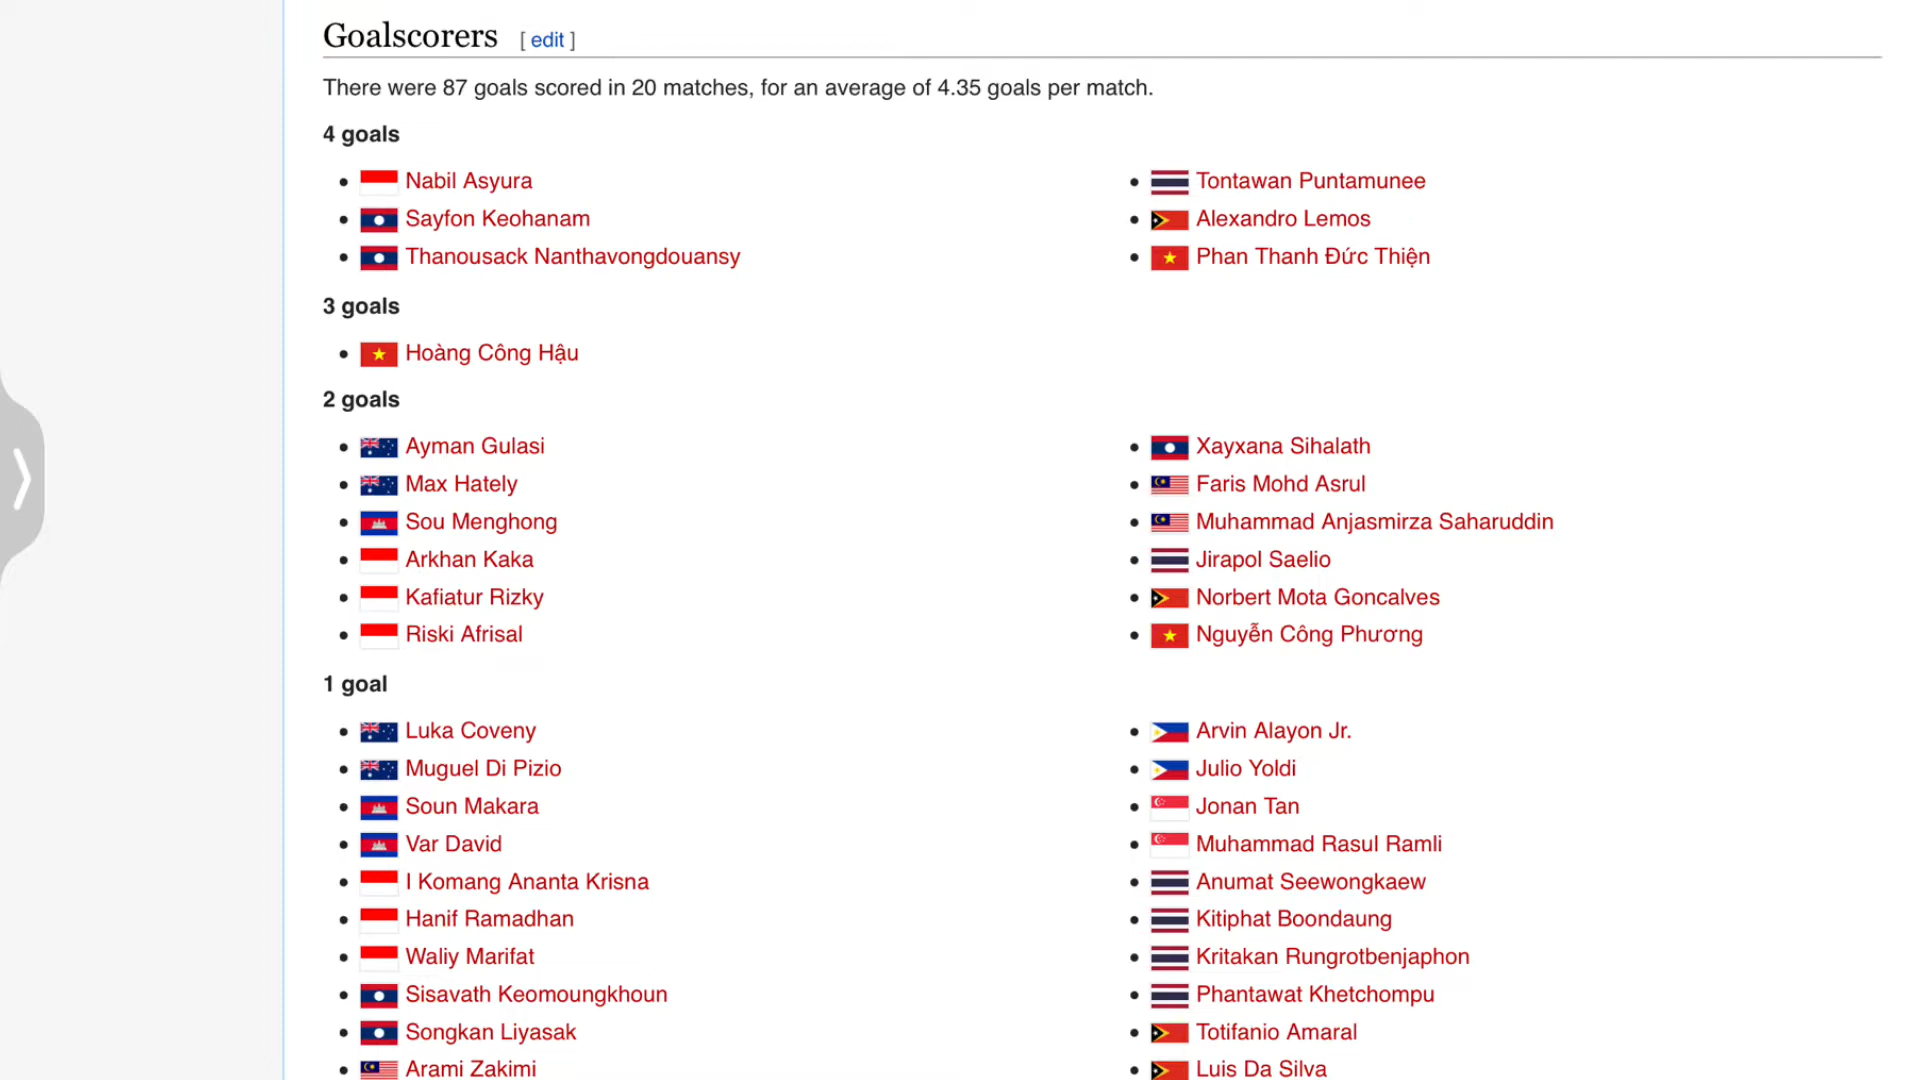 Goalscorers [ edit ]
There were 87 goals scored in 20 matches, for an average of 4.35 goals per match.
4 goals
Nabil Asyura
Sayfon Keohanam
Thanousack Nanthavongdouansy
Tontawan Puntamunee
Alexandro Lemos
Phan Thanh Đức Thiện
3 goals
Hoàng Công Hậu
2 goals
Ayman Gulasi
Max Hately
Sou Menghong
Arkhan Kaka
Kafiatur Rizky
Riski Afrisal
Xayxana Sihalath
Faris Mohd Asrul
Muhammad Anjasmirza Saharuddin
Jirapol Saelio
Norbert Mota Goncalves
Nguyễn Công Phương
1 goal
Luka Coveny
Muguel Di Pizio
Soun Makara
Var David
I Komang Ananta Krisna
Hanif Ramadhan
Waliy Marifat
Sisavath Keomoungkhoun
Songkan Liyasak
Arami Zakimi
Arvin Alayon Jr.
Julio Yoldi
Jonan Tan
Muhammad Rasul Ramli
Anumat Seewongkaew
Kitiphat Boondaung
Kritakan Rungrotbenjaphon
Phantawat Khetchompu
Totifanio Amaral
Luis Da Silva